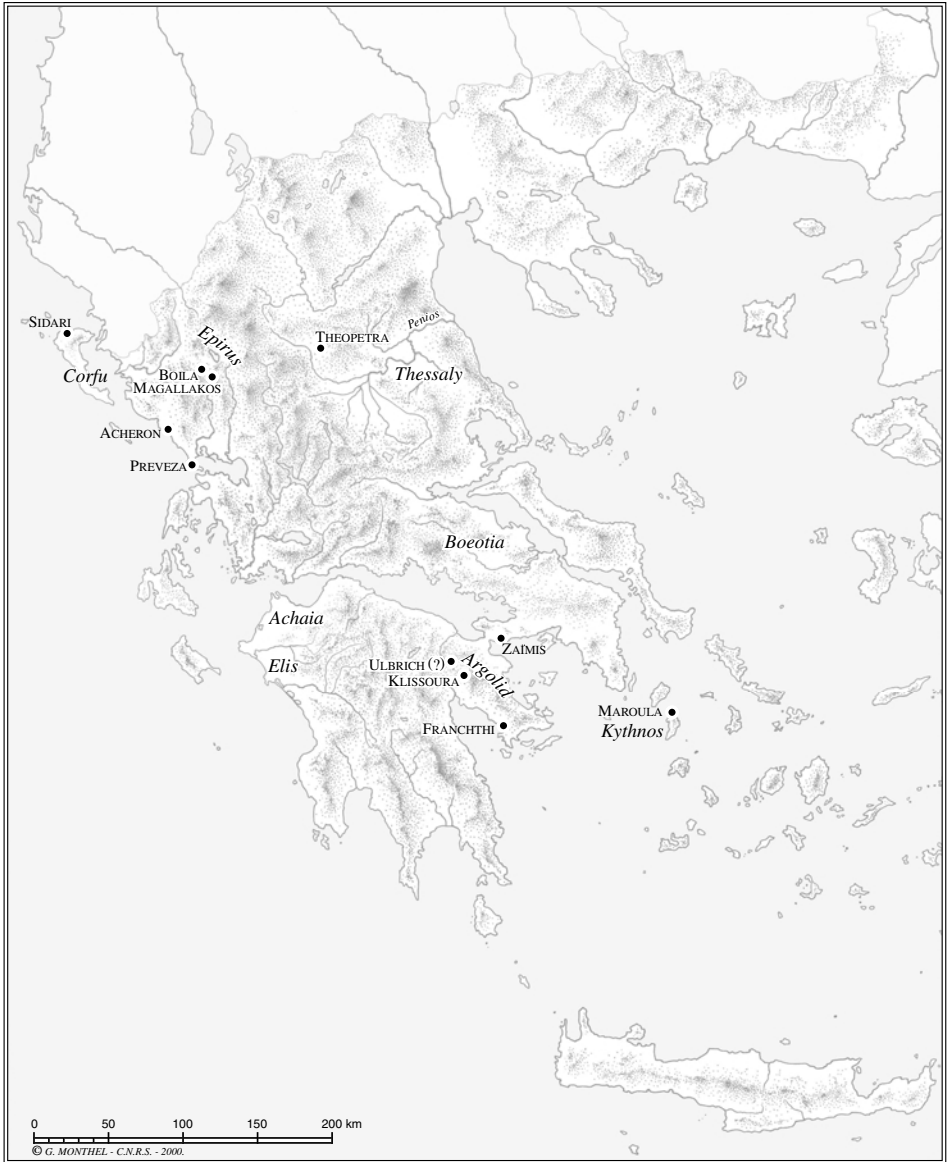 Penios
SIDARI
Epirus
THEOPETRA
Corfu
BOILA
MAGALLAKOS
Thessaly
ACHERON
PREVEZA
Boeotia
Achaia
ZAÏMIS
Elis
ULBRICH (?)
Argolid
KLISSOURA
MAROULA
Kythnos
FRANCHTHI
0 50 100 150 200 km
© G. MONTHEL - C.N.R.S. - 2000.